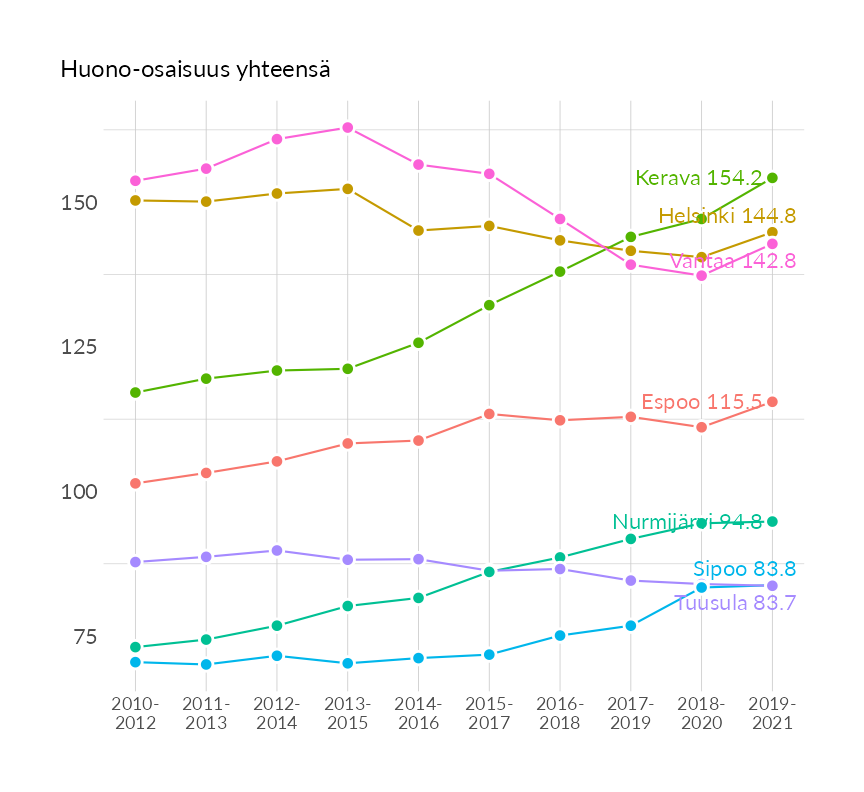 Huono-osaisuus yhteensä
150
125
100
75
Kerava 154.2
Helsinki 144.8
Vantaa 142.8
Espoo 115.5
Nurmijärvi 94.8
Sipoo 83.8
Tuusula 83.7
2010- 2011- 2012- 2013- 2014- 2015- 2016- 2017- 2018- 2019-
2012 2013 2014 2015 2016 2017 2018 2019 2020 2021